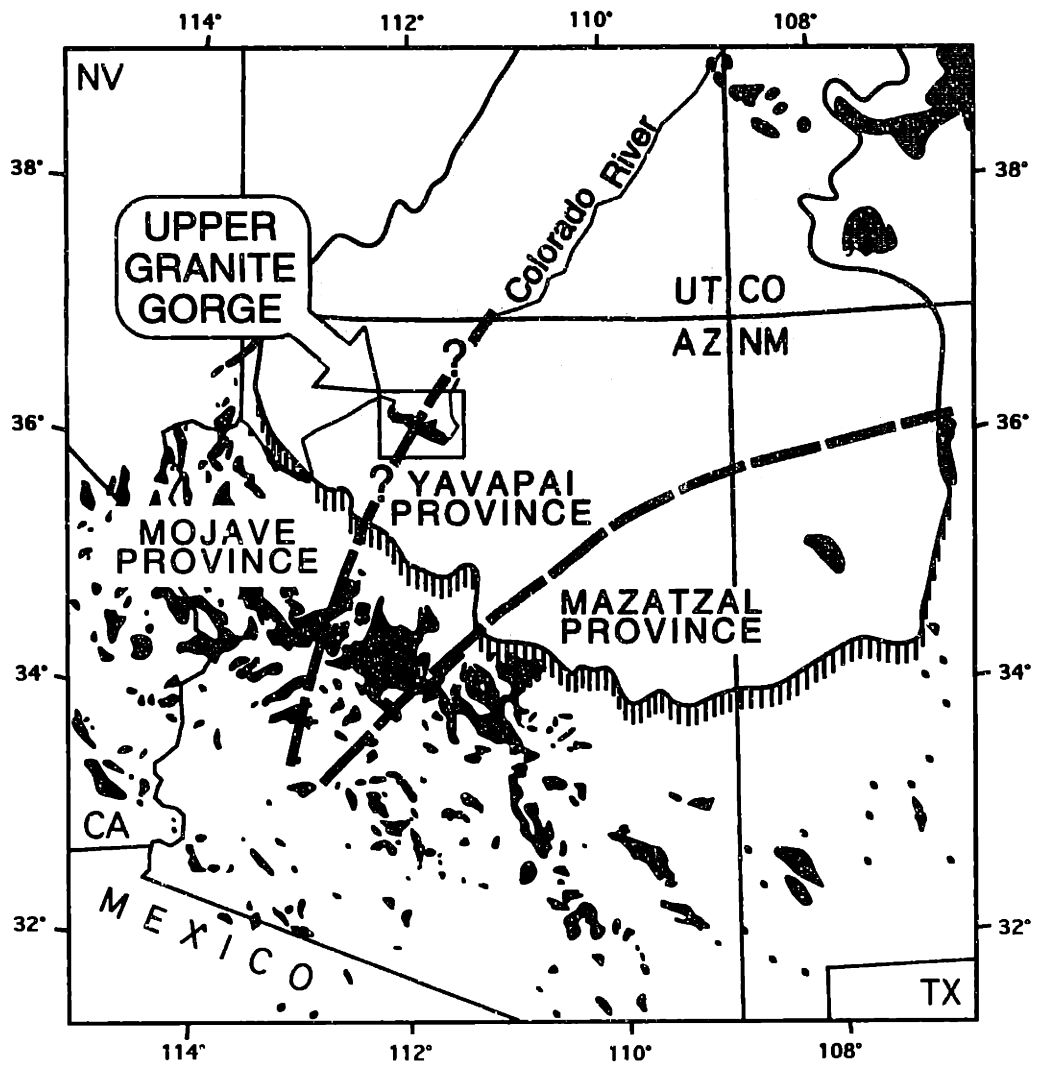 114° 112° 110° 108°
NV
38° 38°
Colorado River
UPPER
GRANITE
GORGE
UT CO
AZ NM
?
36° 36°
?
YAVAPAI
PROVINCE
MOJAVE
PROVINCE
MAZATZAL
PROVINCE
34° 34°
CA
MEXICO
32° 32°
TX
114° 112° 110° 108°